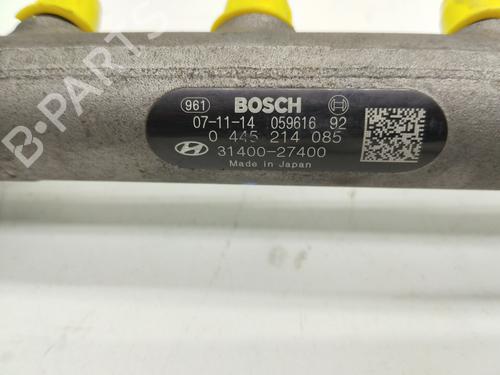 B-PARTS
961 BOSCH
07-11-14 059616 92
0 445 214 085
31400-27400
Made in Japan